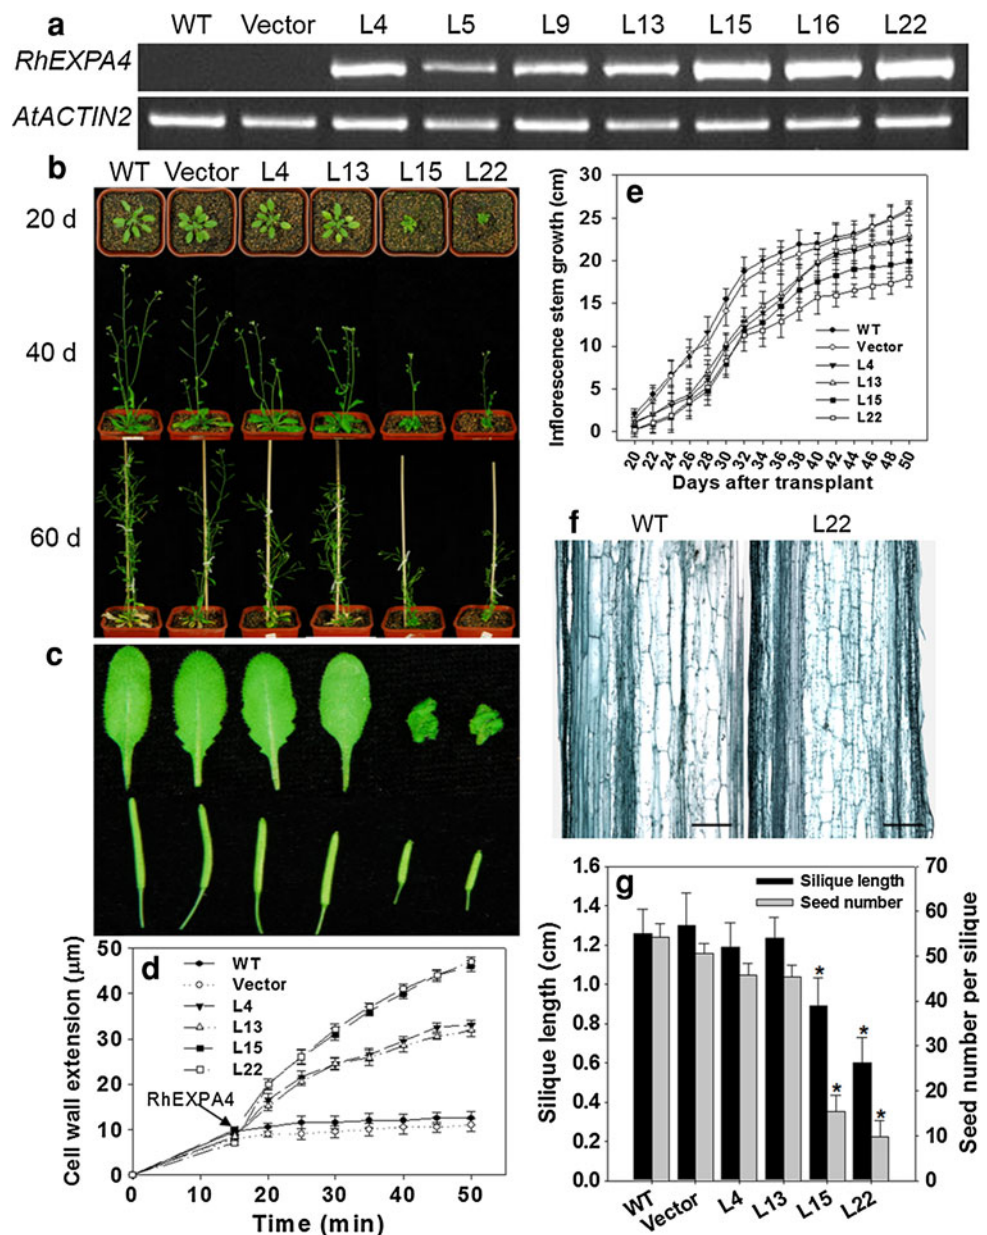 a
WT Vector L4 L5 L9 L13 L15 L16 L22
RhEXPA4
AtACTIN2
b
WT Vector L4 L13 L15 L22
20 d
40 d
60 d
c
d
Cell wall extension (µm)
50
40
30
20
10
0
WT
Vector
L4
L13
L15
L22
RhEXPA4
0 10 20 30 40 50
Time (min)
e
Inflorescence stem growth (cm)
30
25
20
15
10
5
0
WT
Vector
L4
L13
L15
L22
20 22 24 26 28 30 32 34 36 38 40 42 44 46 48 50
Days after transplant
f
WT L22
g
Silique length (cm)
1.6
1.4
1.2
1.0
0.8
0.6
0.4
0.2
0.0
Silique length
Seed number
* * * *
70
60
50
40
30
20
10
0
Seed number per silique
WT Vector L4 L13 L15 L22